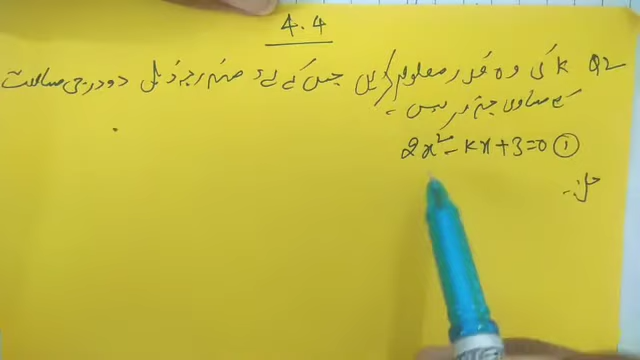 4.4
Q2 K کی وہ قدر معلوم کریں جس کے لیے مندرجہ ذیل دو درجی مساوات
کے مساوی جذر ہیں۔
① 2x² - kx + 3 = 0
حل:۔